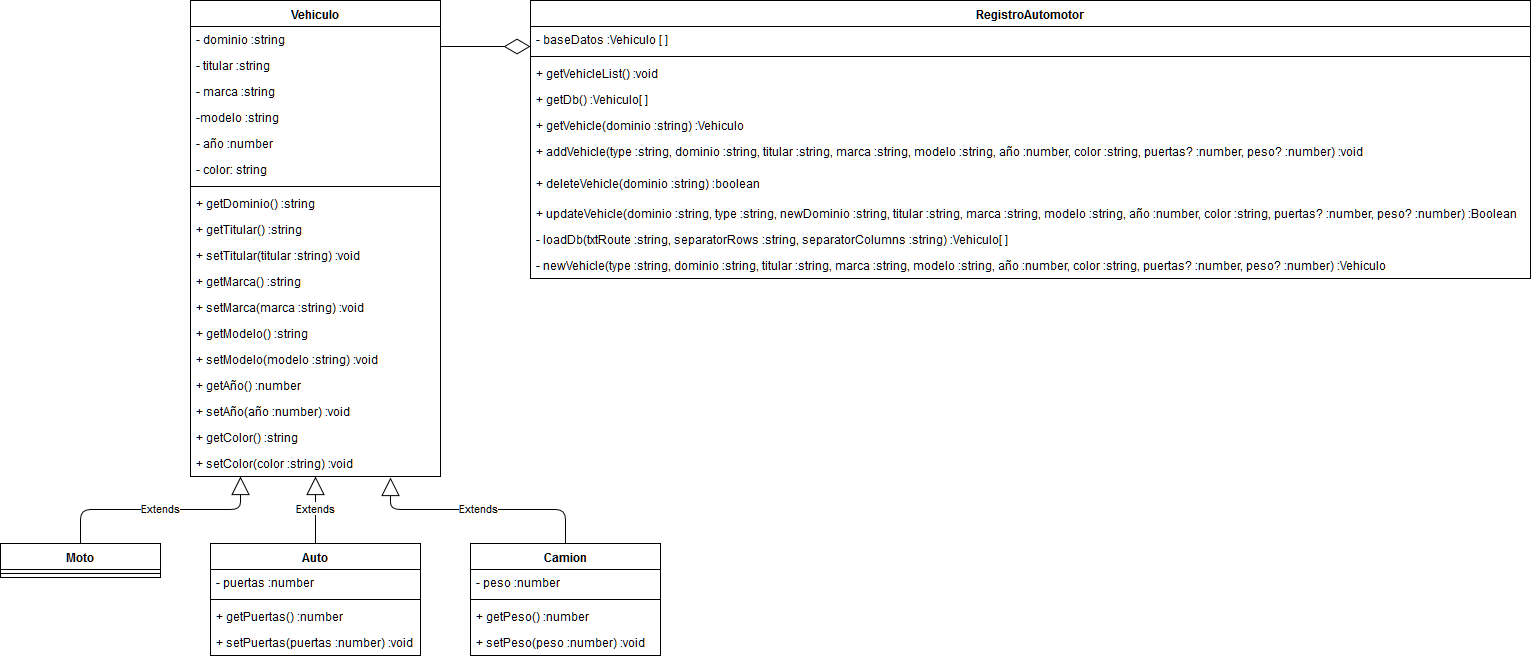 Vehiculo
- dominio :string
- titular :string
- marca :string
-modelo :string
- año :number
- color: string
+ getDominio() :string
+ getTitular() :string
+ setTitular(titular :string) :void
+ getMarca() :string
+ setMarca(marca :string) :void
+ getModelo() :string
+ setModelo(modelo :string) :void
+ getAño() :number
+ setAño(año :number) :void
+ getColor() :string
+ setColor(color :string) :void
RegistroAutomotor
- baseDatos :Vehiculo [ ]
+ getVehicleList() :void
+ getDb() :Vehiculo[ ]
+ getVehicle(dominio :string) :Vehiculo
+ addVehicle(type :string, dominio :string, titular :string, marca :string, modelo :string, año :number, color :string, puertas? :number, peso? :number) :void
+ deleteVehicle(dominio :string) :boolean
+ updateVehicle(dominio :string, type :string, newDominio :string, titular :string, marca :string, modelo :string, año :number, color :string, puertas? :number, peso? :number) :Boolean
- loadDb(txtRoute :string, separatorRows :string, separatorColumns :string) :Vehiculo[ ]
- newVehicle(type :string, dominio :string, titular :string, marca :string, modelo :string, año :number, color :string, puertas? :number, peso? :number) :Vehiculo
Extends
Extends
Extends
Moto
Auto
- puertas :number
+ getPuertas() :number
+ setPuertas(puertas :number) :void
Camion
- peso :number
+ getPeso() :number
+ setPeso(peso :number) :void